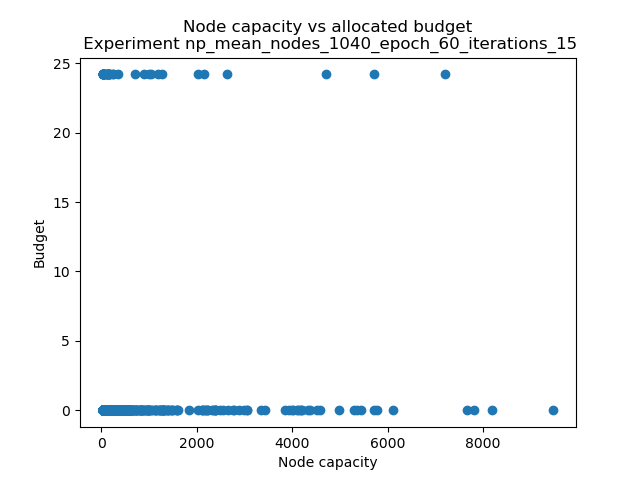 Node capacity vs allocated budget
Experiment np_mean_nodes_1040_epoch_60_iterations_15
25
20
15
10
5
0
Budget
0 2000 4000 6000 8000
Node capacity